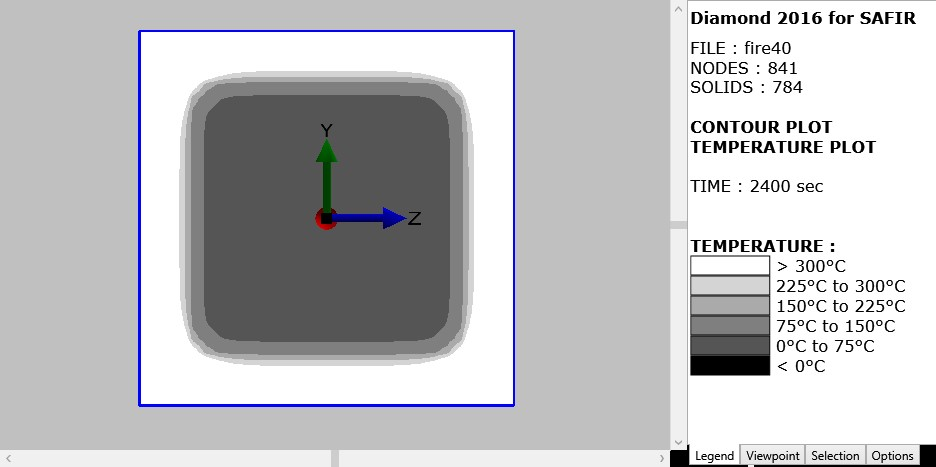 Y
Z
Diamond 2016 for SAFIR
FILE : fire40
NODES : 841
SOLIDS : 784
CONTOUR PLOT
TEMPERATURE PLOT
TIME : 2400 sec
TEMPERATURE :
> 300°C
225°C to 300°C
150°C to 225°C
75°C to 150°C
0°C to 75°C
< 0°C
Legend Viewpoint Selection Options